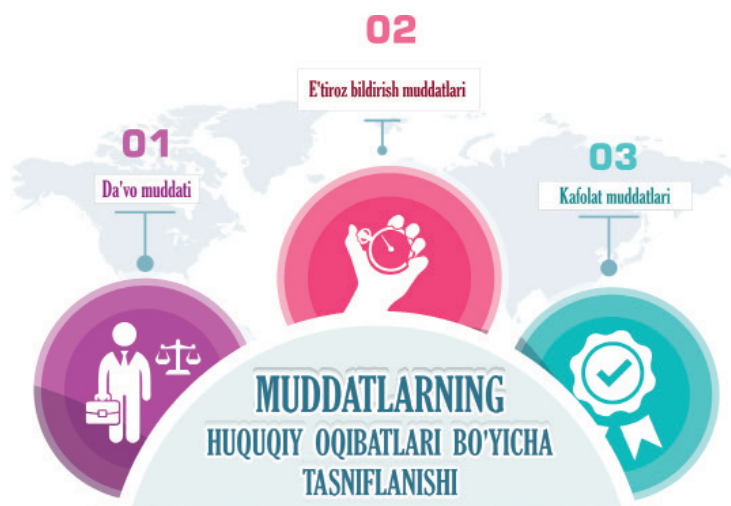 01
Da'vo muddati
02
E'tiroz bildirish muddatlari
03
Kafolat muddatlari
MUDDATLARNING
HUQUQIY OQIBATLARI BO'YICHA
TASNIFLANISHI